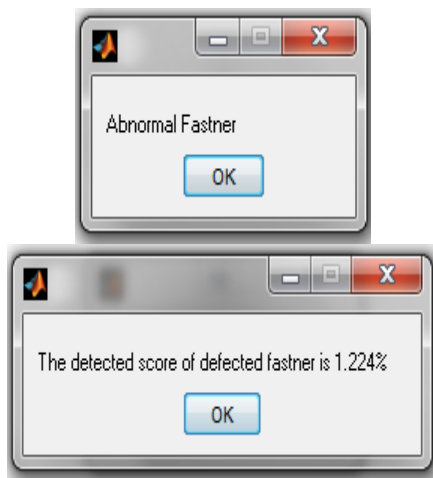 Abnormal Fastner
OK
The detected score of defected fastner is 1.224%
OK